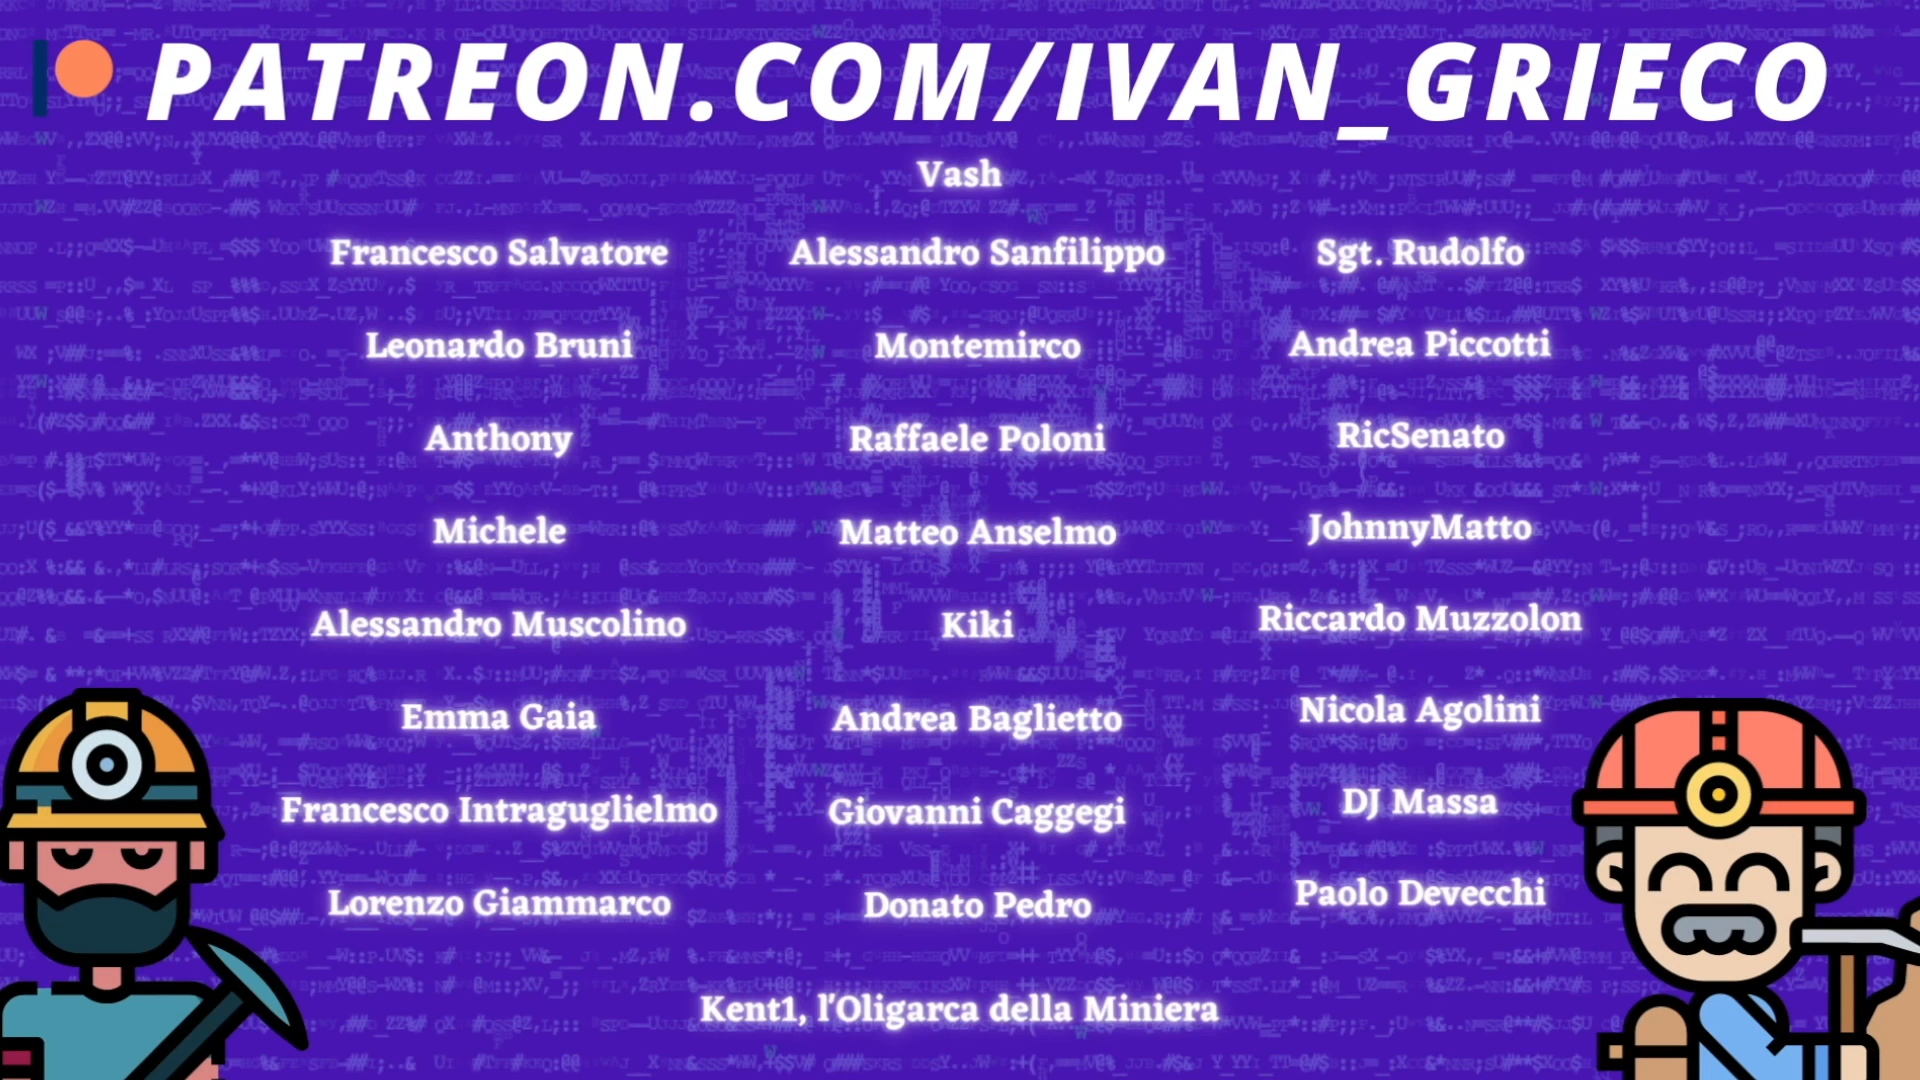 PATREON.COM/IVAN_GRIECO
Vash
Francesco Salvatore
Alessandro Sanfilippo
Sgt. Rudolfo
Leonardo Bruni
Montemirco
Andrea Piccotti
Anthony
Raffaele Poloni
RicSenato
Michele
Matteo Anselmo
JohnnyMatto
Alessandro Muscolino
Kiki
Riccardo Muzzolon
Emma Gaia
Andrea Baglietto
Nicola Agolini
Francesco Intraguglielmo
Giovanni Caggegi
DJ Massa
Lorenzo Giammarco
Donato Pedro
Paolo Devecchi
Kent1, l'Oligarca della Miniera